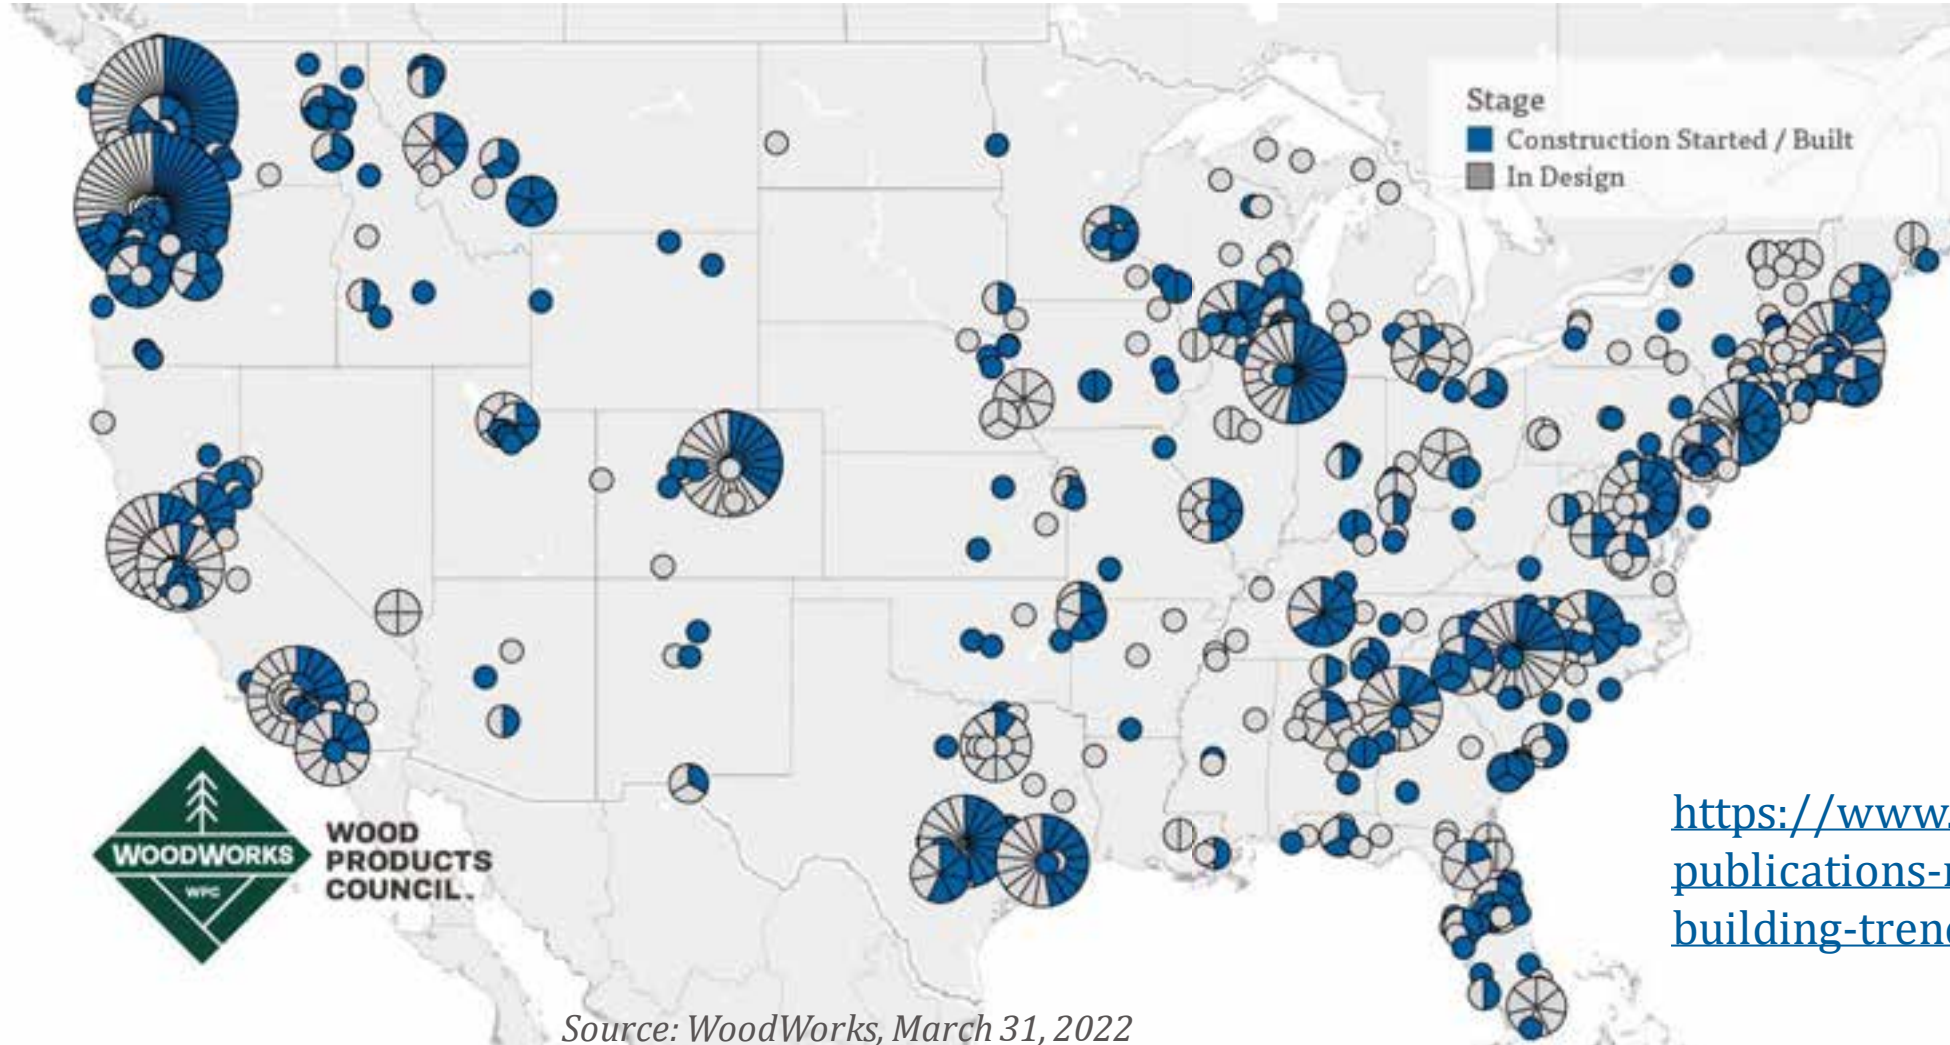 Stage
Construction Started / Built
In Design
WOODWORKS
WPC
WOOD
PRODUCTS
COUNCIL.
https://www.
publications-
building-tren
Source: WoodWorks, March 31, 2022